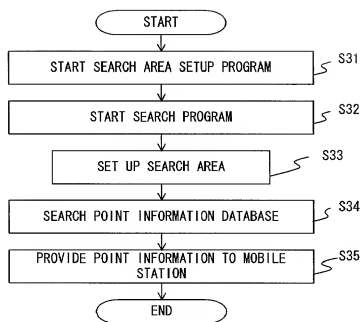 START
START SEARCH AREA SETUP PROGRAM
S31
START SEARCH PROGRAM
S32
SET UP SEARCH AREA
S33
SEARCH POINT INFORMATION DATABASE
S34
PROVIDE POINT INFORMATION TO MOBILE
STATION
S35
END